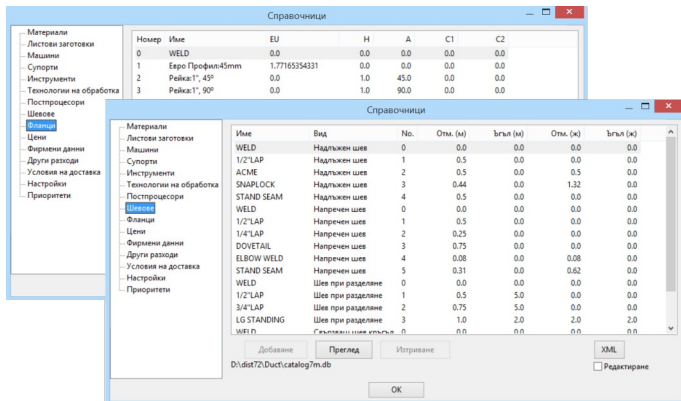 Справочници
Материали
Листови заготовки
Машини
Супорти
Инструменти
Технологии на обработка
Постпроцесори
Шевове
Фланци
Цени
Фирмени данни
Други разходи
Условия на доставка
Настройки
Приоритети
Номер Име EU H A C1 C2
0 WELD 0.0 0.0 0.0 0.0 0.0
1 Евро Профил:45mm 1.77165354331 0.0 0.0 0.0 0.0
2 Рейка:1", 45º 0.0 1.0 45.0 0.0 0.0
3 Рейка:1", 90º 0.0 1.0 90.0 0.0 0.0
Справочници
Материали
Листови заготовки
Машини
Супорти
Инструменти
Технологии на обработка
Постпроцесори
Шевове
Фланци
Цени
Фирмени данни
Други разходи
Условия на доставка
Настройки
Приоритети
Име Вид No. Отм. (м) Ъгъл (м) Отм. (ж) Ъгъл (ж)
WELD Надлъжен шев 0 0.0 0.0 0.0 0.0
1/2"LAP Надлъжен шев 1 0.5 0.0 0.0 0.0
ACME Надлъжен шев 2 0.5 0.0 0.5 0.0
SNAPLOCK Надлъжен шев 3 0.44 0.0 1.32 0.0
STAND SEAM Надлъжен шев 4 0.5 0.0 0.0 0.0
WELD Напречен шев 0 0.0 0.0 0.0 0.0
1/2"LAP Напречен шев 1 0.5 0.0 0.0 0.0
1/4"LAP Напречен шев 2 0.25 0.0 0.0 0.0
DOVETAIL Напречен шев 3 0.75 0.0 0.0 0.0
ELBOW WELD Напречен шев 4 0.08 0.0 0.08 0.0
STAND SEAM Напречен шев 5 0.31 0.0 0.62 0.0
WELD Шев при разделяне 0 0.0 0.0 0.0 0.0
1/2"LAP Шев при разделяне 1 0.5 5.0 0.0 0.0
3/4"LAP Шев при разделяне 2 0.75 5.0 0.0 0.0
LG STANDING Шев при разделяне 3 1.0 2.0 2.0 2.0
WELD Свързващ шев кръгъл 0 0.0 0.0 0.0 0.0
Добавяне Преглед Изтриване XML
D:\dist72\Duct\catalog7m.db Редактиране
OK